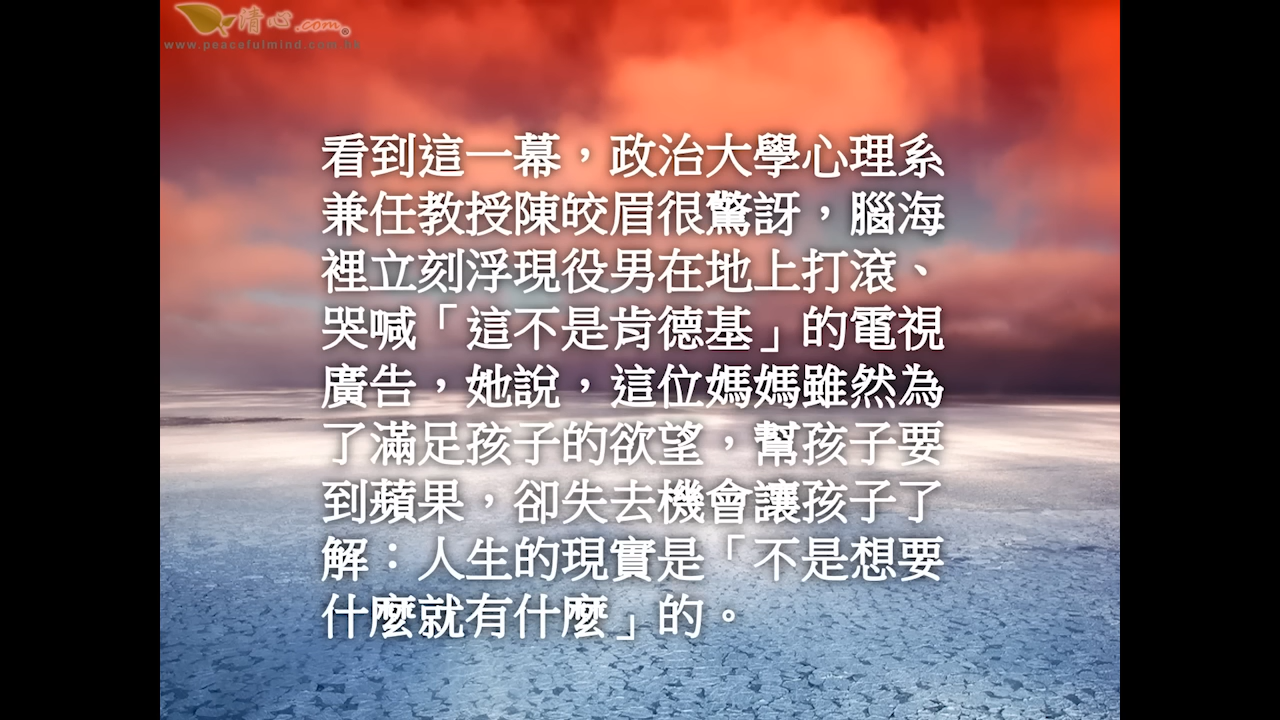 清心.com®
www.peacefulmind.com.hk
看到這一幕，政治大學心理系
兼任教授陳皎眉很驚訝，腦海
裡立刻浮現役男在地上打滾、
哭喊「這不是肯德基」的電視
廣告，她說，這位媽媽雖然為
了滿足孩子的欲望，幫孩子要
到蘋果，卻失去機會讓孩子了
解：人生的現實是「不是想要
什麼就有什麼」的。